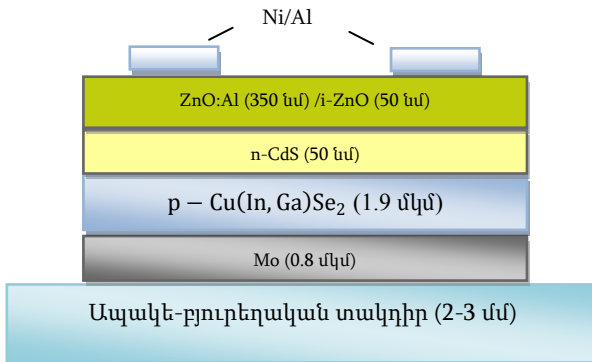 Ni/Al
ZnO:Al (350 նմ) /i-ZnO (50 նմ)
n-CdS (50 նմ)
p − Cu(In, Ga)Se₂ (1.9 մկմ)
Mo (0.8 մկմ)
Ապակե-բյուրեղական տակդիր (2-3 մմ)